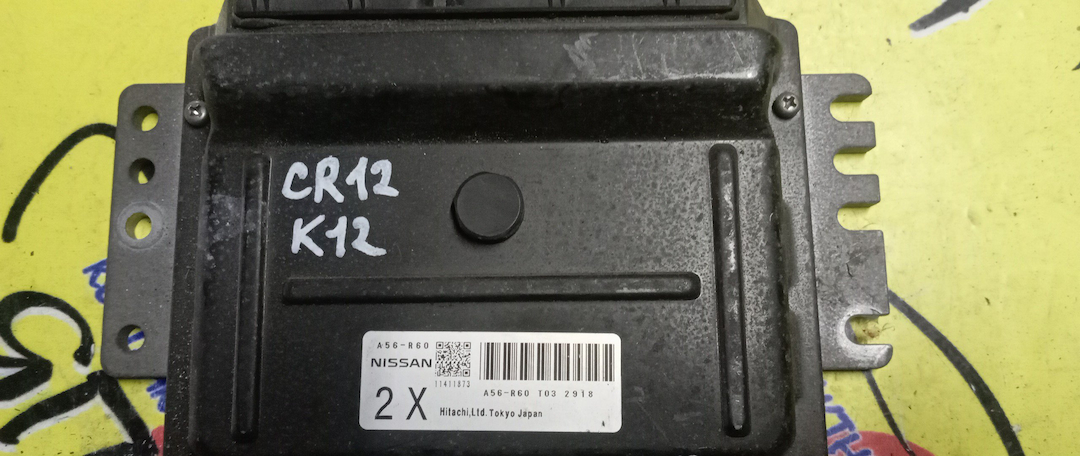 CR12
K12
A56-R60
NISSAN
11411873
2 X
A56-R60 T03 2918
Hitachi,Ltd. Tokyo Japan